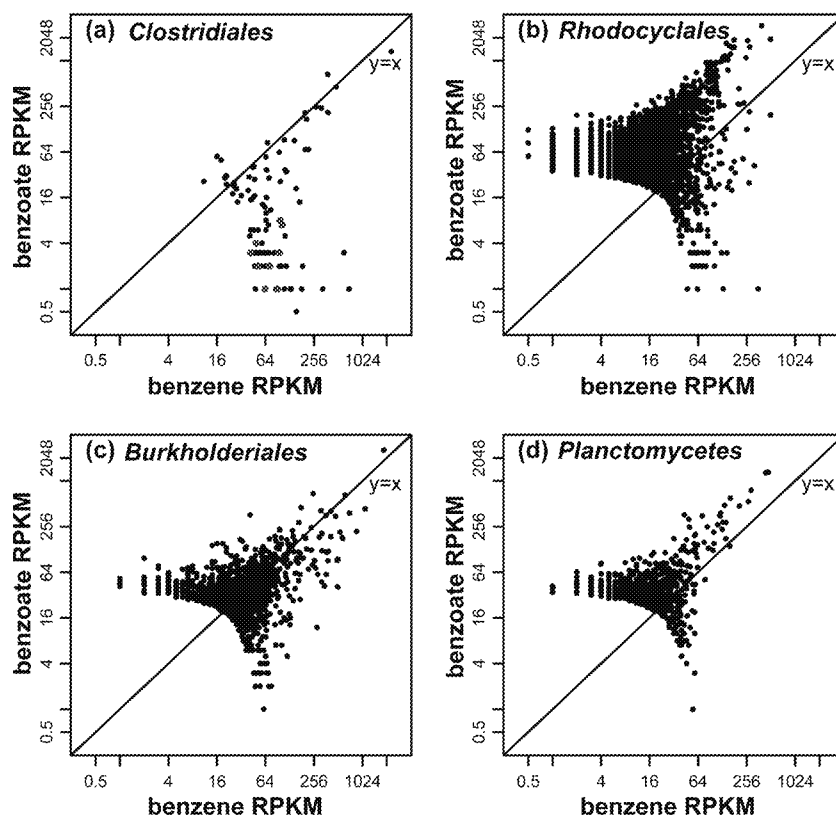 (a) Clostridiales
y=x
benzoate RPKM
2048
256
64
16
4
0.5
0.5 4 16 64 256 1024
benzene RPKM
(b) Rhodocyclales
y=x
benzoate RPKM
2048
256
64
16
4
0.5
0.5 4 16 64 256 1024
benzene RPKM
(c) Burkholderiales
y=x
benzoate RPKM
2048
256
64
16
4
0.5
0.5 4 16 64 256 1024
benzene RPKM
(d) Planctomycetes
y=x
benzoate RPKM
2048
256
64
16
4
0.5
0.5 4 16 64 256 1024
benzene RPKM